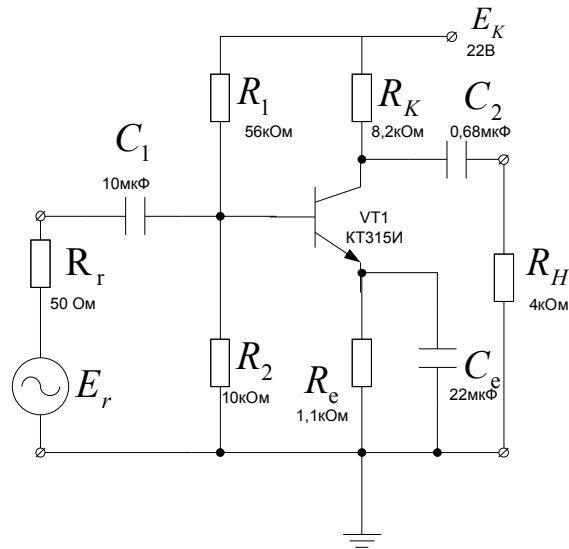 E_K
22В
R_1
56кОм
R_K
8,2кОм
C_2
0,68мкФ
C_1
10мкФ
VT1
КТ315И
R_r
50 Ом
R_H
4кОм
R_2
10кОм
R_e
1,1кОм
C_e
22мкФ
E_r